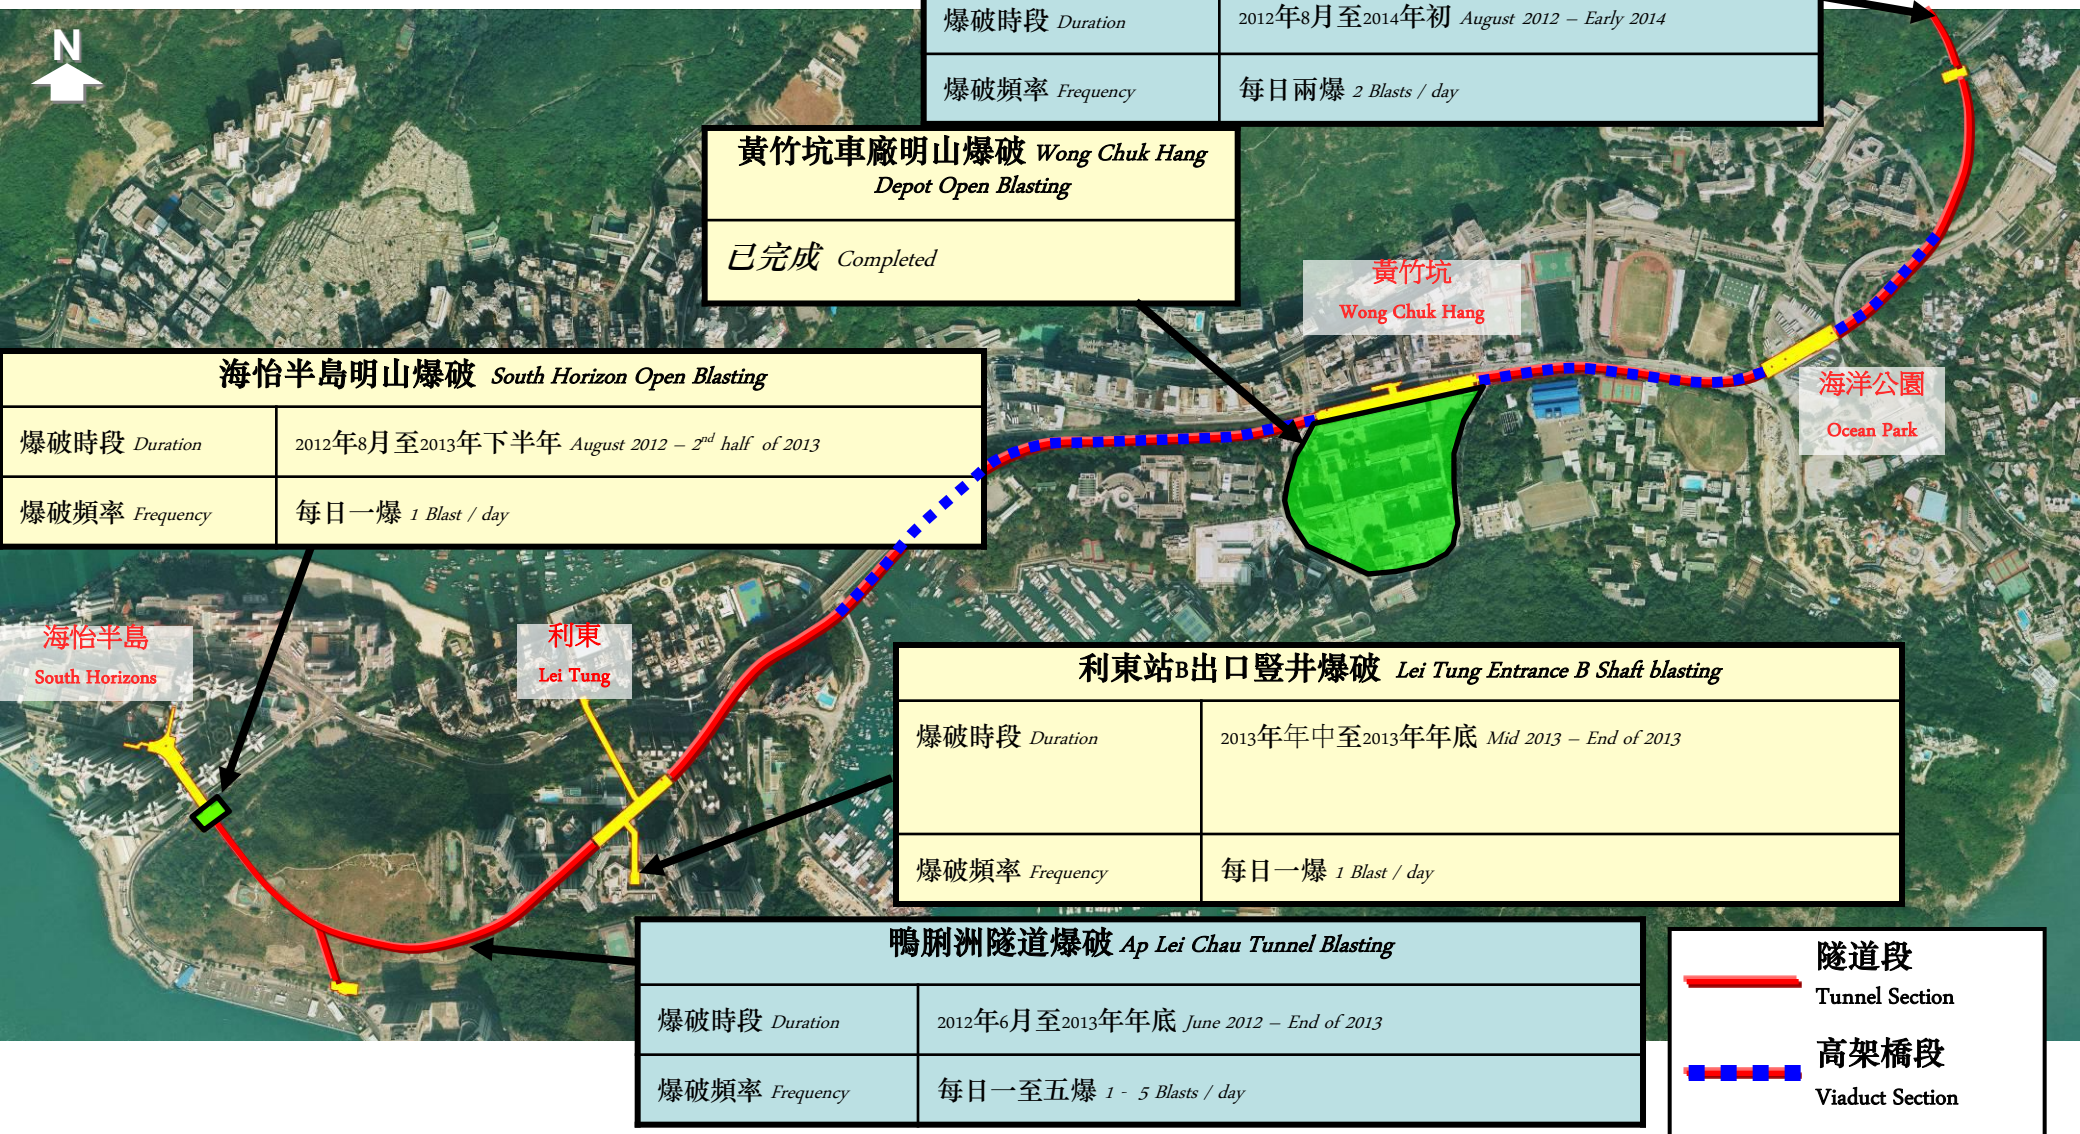 N
爆破時段 Duration
2012年8月至2014年初 August 2012 – Early 2014
爆破頻率 Frequency
每日兩爆 2 Blasts / day
黃竹坑車廠明山爆破 Wong Chuk Hang
Depot Open Blasting
已完成 Completed
黃竹坑
Wong Chuk Hang
海洋公園
Ocean Park
海怡半島明山爆破 South Horizon Open Blasting
爆破時段 Duration
2012年8月至2013年下半年 August 2012 – 2nd half of 2013
爆破頻率 Frequency
每日一爆 1 Blast / day
海怡半島
South Horizons
利東
Lei Tung
利東站B出口豎井爆破 Lei Tung Entrance B Shaft blasting
爆破時段 Duration
2013年年中至2013年年底 Mid 2013 – End of 2013
爆破頻率 Frequency
每日一爆 1 Blast / day
鴨脷洲隧道爆破 Ap Lei Chau Tunnel Blasting
爆破時段 Duration
2012年6月至2013年年底 June 2012 – End of 2013
爆破頻率 Frequency
每日一至五爆 1 - 5 Blasts / day
隧道段
Tunnel Section
高架橋段
Viaduct Section